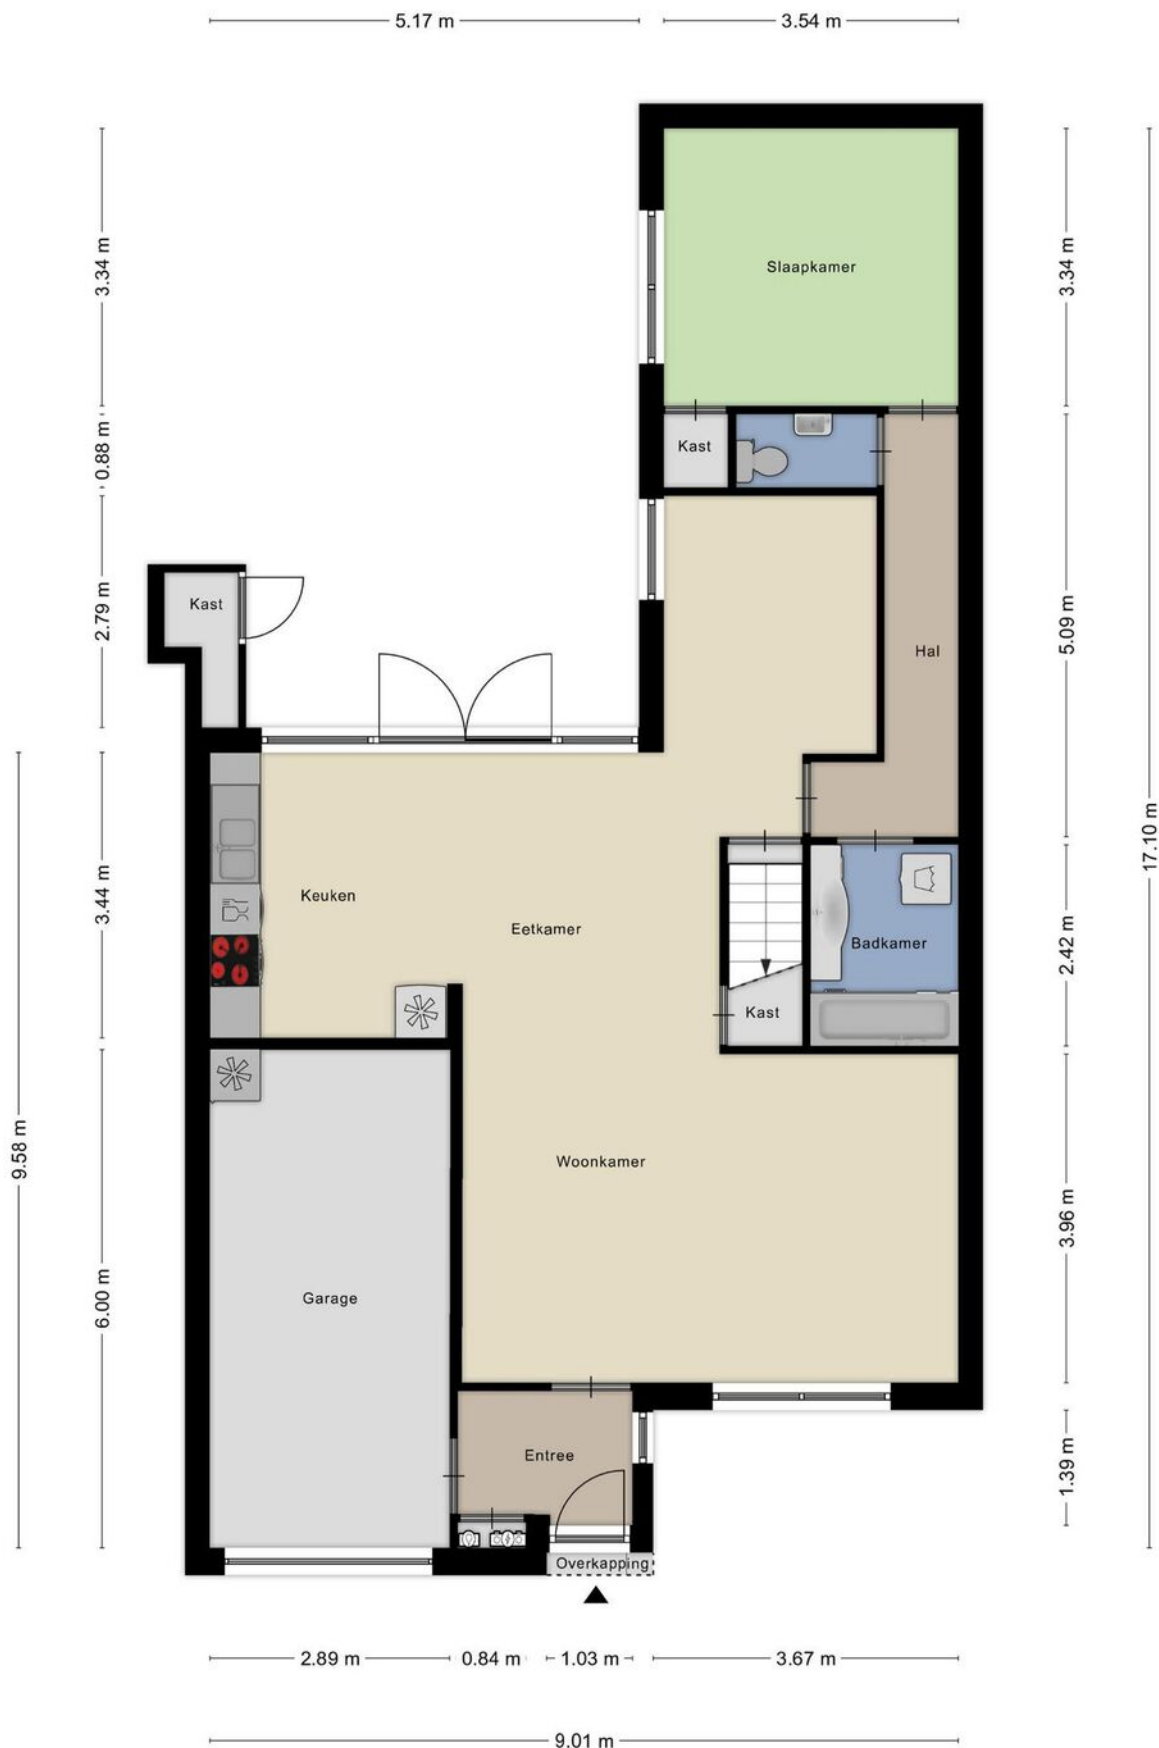 5.17 m
3.54 m
3.34 m
3.34 m
Slaapkamer
0.88 m
Kast
2.79 m
Kast
5.09 m
Hal
17.10 m
3.44 m
Keuken
Eetkamer
2.42 m
Badkamer
Kast
9.58 m
Woonkamer
3.96 m
6.00 m
Garage
Entree
1.39 m
Overkapping
2.89 m
0.84 m
1.03 m
3.67 m
9.01 m